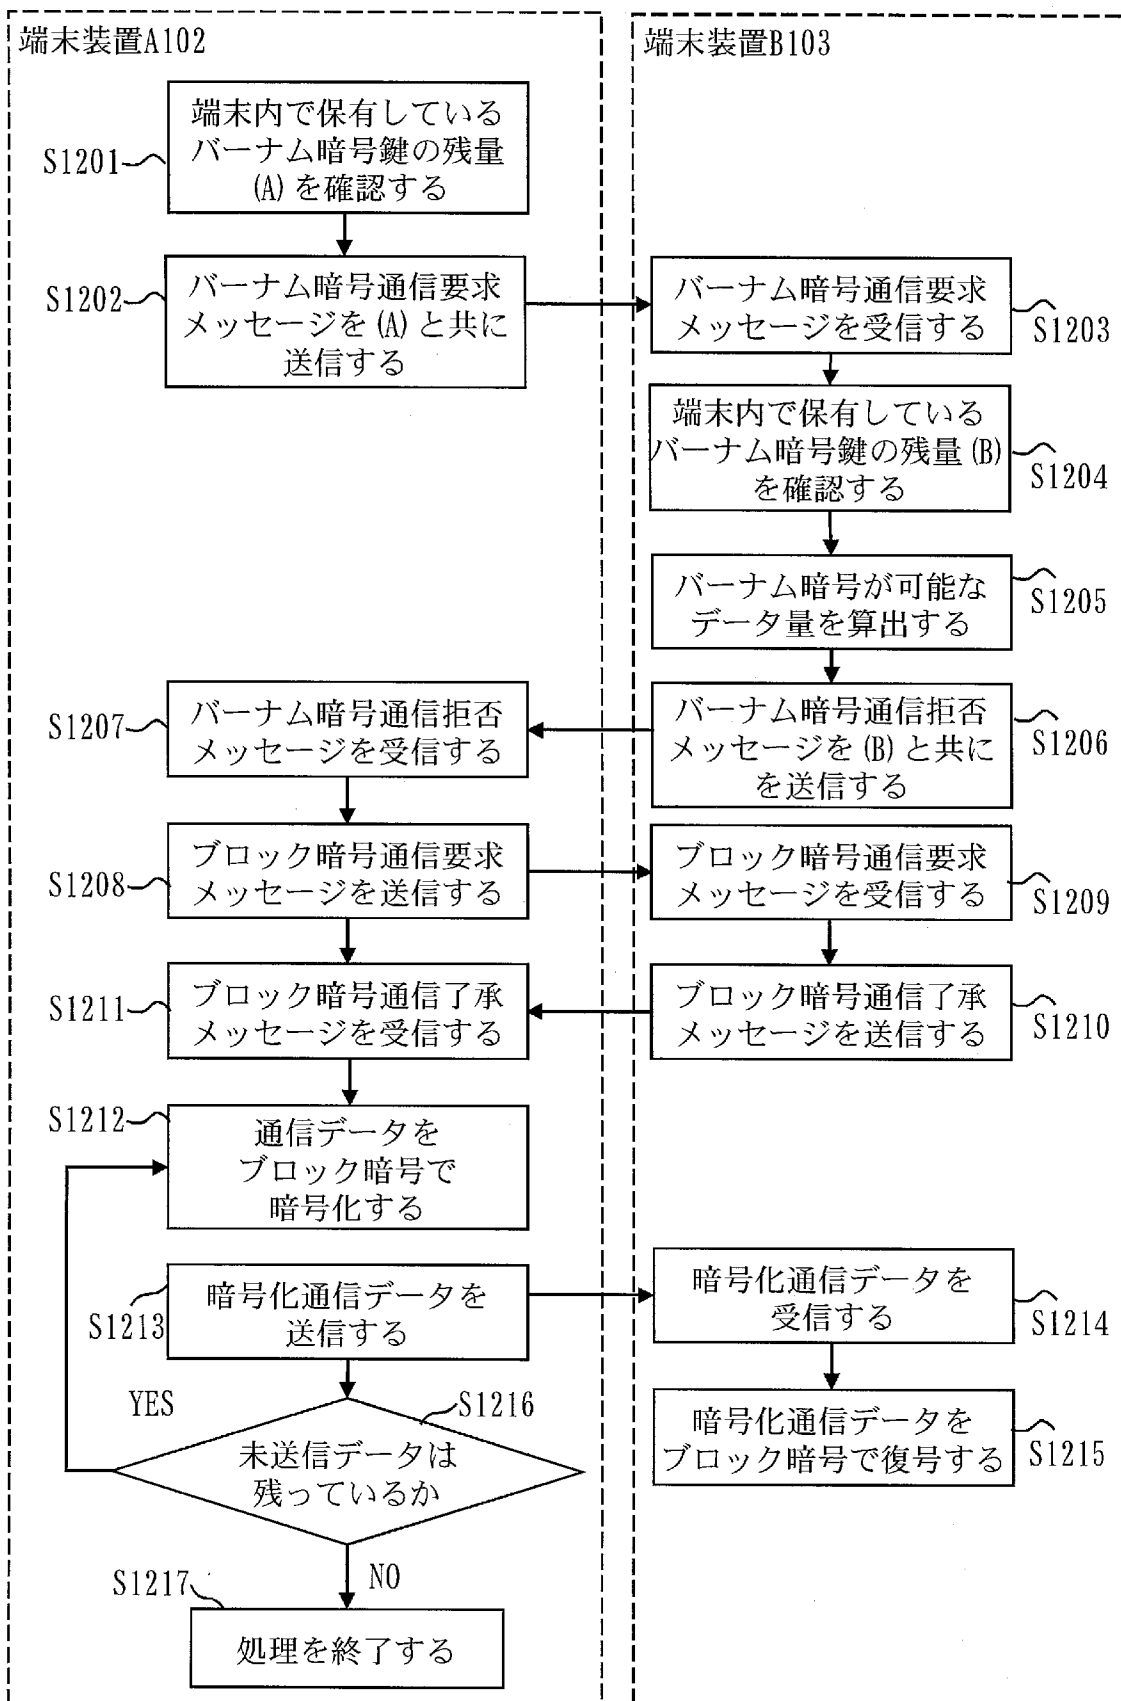 端末装置A102
端末装置B103
端末内で保有している
バーナム暗号鍵の残量
(A)を確認する
S1201
バーナム暗号通信要求
メッセージを(A)と共に
送信する
S1202
バーナム暗号通信要求
メッセージを受信する
S1203
端末内で保有している
バーナム暗号鍵の残量(B)
を確認する
S1204
バーナム暗号が可能な
データ量を算出する
S1205
バーナム暗号通信拒否
メッセージを(B)と共に
を送信する
S1206
S1207
バーナム暗号通信拒否
メッセージを受信する
S1208
ブロック暗号通信要求
メッセージを送信する
ブロック暗号通信要求
メッセージを受信する
S1209
ブロック暗号通信了承
メッセージを送信する
S1210
S1211
ブロック暗号通信了承
メッセージを受信する
S1212
通信データを
ブロック暗号で
暗号化する
S1213
暗号化通信データを
送信する
暗号化通信データを
受信する
S1214
暗号化通信データを
ブロック暗号で復号する
S1215
YES
S1216
未送信データは
残っているか
NO
S1217
処理を終了する